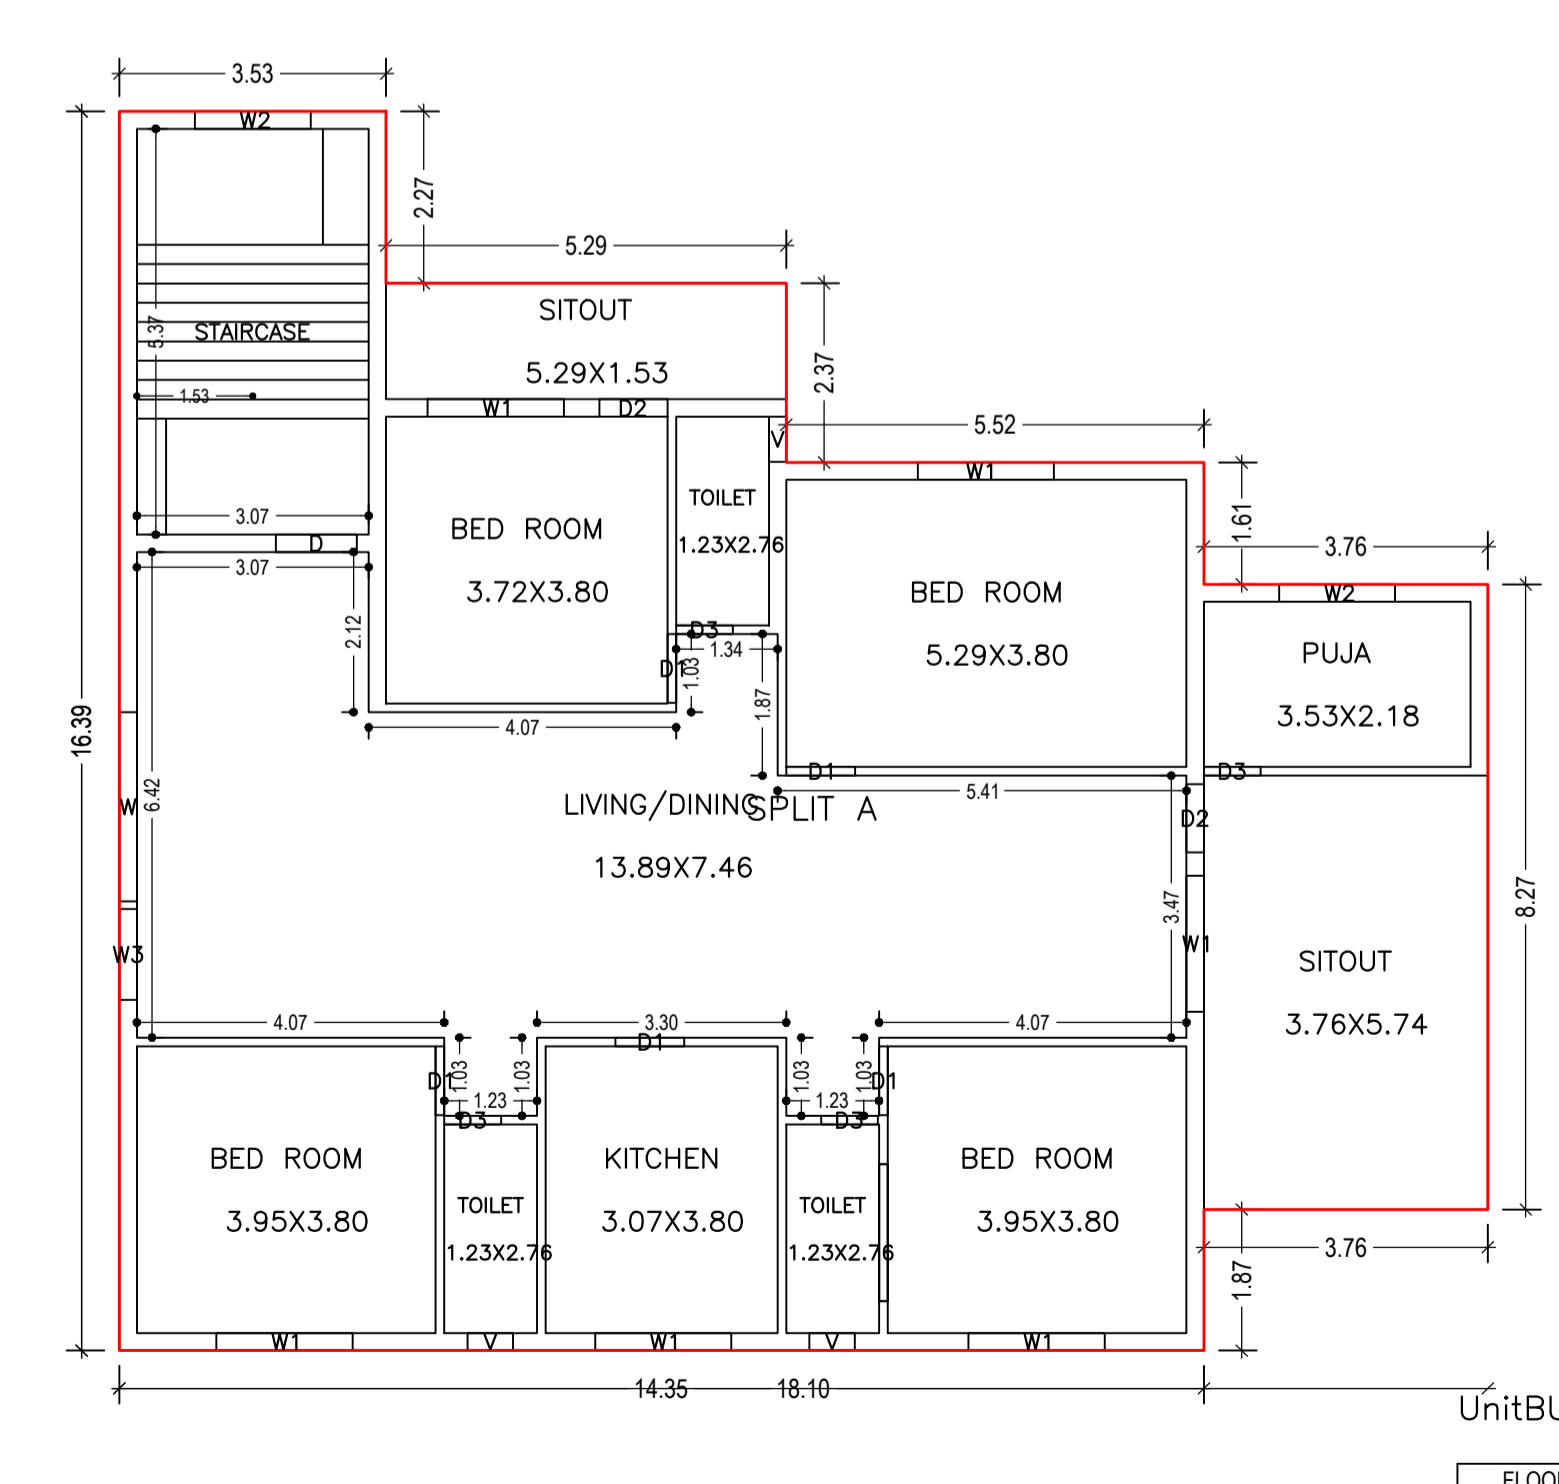 3.53
W2
2.27
5.29
SITOUT
5.37
STAIRCASE
2.37
5.29X1.53
1.53
W1
D2
5.52
V
W1
TOILET
3.07
BED ROOM
1.61
D
1.23X2.76
3.76
3.07
3.72X3.80
BED ROOM
W2
2.12
D3
1.34
5.29X3.80
PUJA
D1
1.03
1.87
3.53X2.18
16.39
4.07
D1
D3
6.42
5.41
W
LIVING/DINING
SPLIT A
D2
13.89X7.46
8.27
3.47
W1
W3
SITOUT
4.07
3.30
4.07
3.76X5.74
D1
D1
1.03
1.03
1.03
1.03
D1
1.23
1.23
D3
D3
BED ROOM
KITCHEN
BED ROOM
TOILET
TOILET
3.95X3.80
3.07X3.80
3.95X3.80
1.23X2.76
1.23X2.76
3.76
1.87
W1
V
W1
V
W1
14.35
18.10
UnitBU
FLOOR